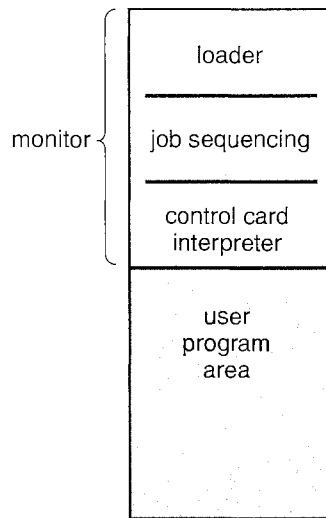 loader
monitor
job sequencing
control card
interpreter
user
program
area